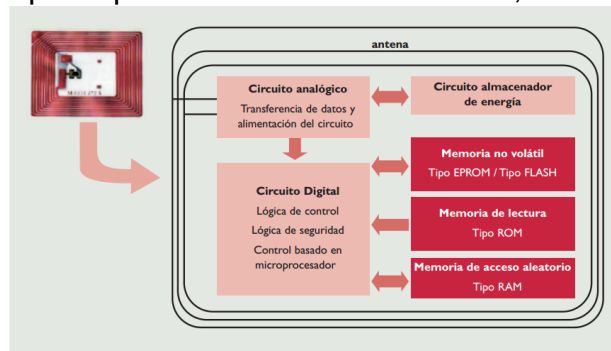 antena
Circuito analógico
Transferencia de datos y
alimentación del circuito
Circuito almacenador
de energía
Circuito Digital
Lógica de control
Lógica de seguridad
Control basado en
microprocesador
Memoria no volátil
Tipo EPROM / Tipo FLASH
Memoria de lectura
Tipo ROM
Memoria de acceso aleatorio
Tipo RAM